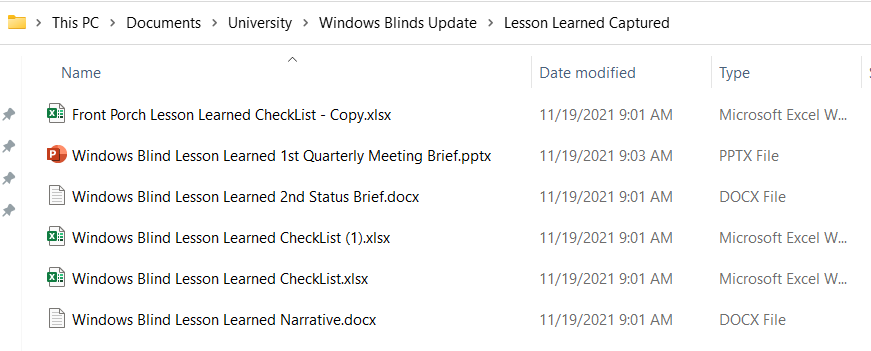 This PC > Documents > University > Windows Blinds Update > Lesson Learned Captured
Name Date modified Type S
Front Porch Lesson Learned CheckList - Copy.xlsx 11/19/2021 9:01 AM Microsoft Excel W...
Windows Blind Lesson Learned 1st Quarterly Meeting Brief.pptx 11/19/2021 9:03 AM PPTX File
Windows Blind Lesson Learned 2nd Status Brief.docx 11/19/2021 9:01 AM DOCX File
Windows Blind Lesson Learned CheckList (1).xlsx 11/19/2021 9:01 AM Microsoft Excel W...
Windows Blind Lesson Learned CheckList.xlsx 11/19/2021 9:01 AM Microsoft Excel W...
Windows Blind Lesson Learned Narrative.docx 11/19/2021 9:01 AM DOCX File